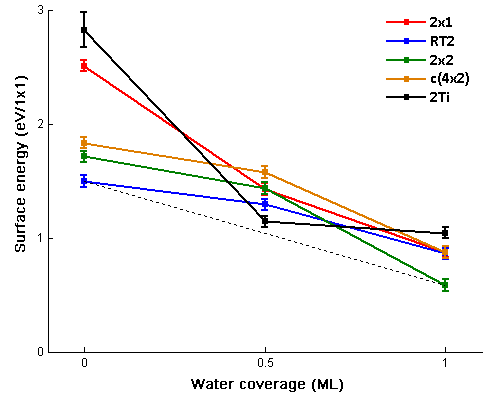 3
2
1
0
0
0.5
1
Surface energy (eV/1x1)
Water coverage (ML)
2x1
RT2
2x2
c(4x2)
2Ti